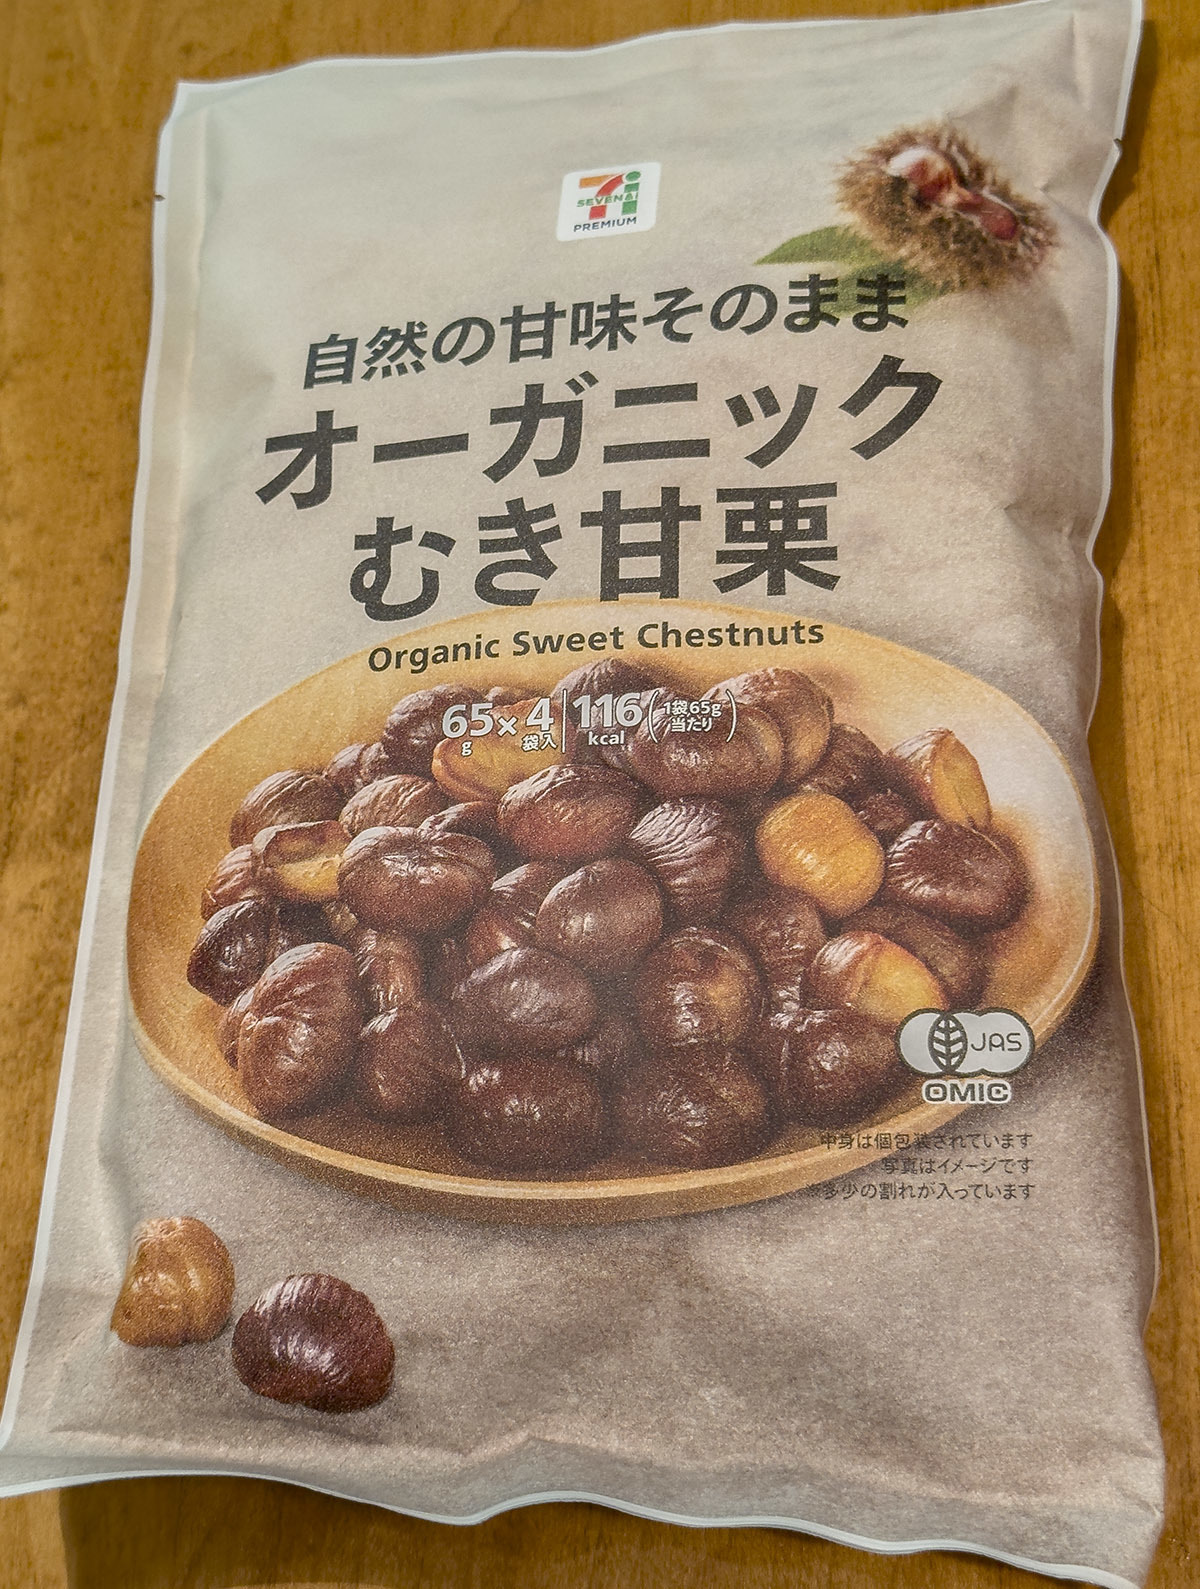 SEVEN&i
PREMIUM
自然の甘味そのまま
オーガニック
むき甘栗
Organic Sweet Chestnuts
65g×4袋入 116kcal(1袋65g当たり)
JAS
OMIC
中身は個包装されています
写真はイメージです
※多少の割れが入っています